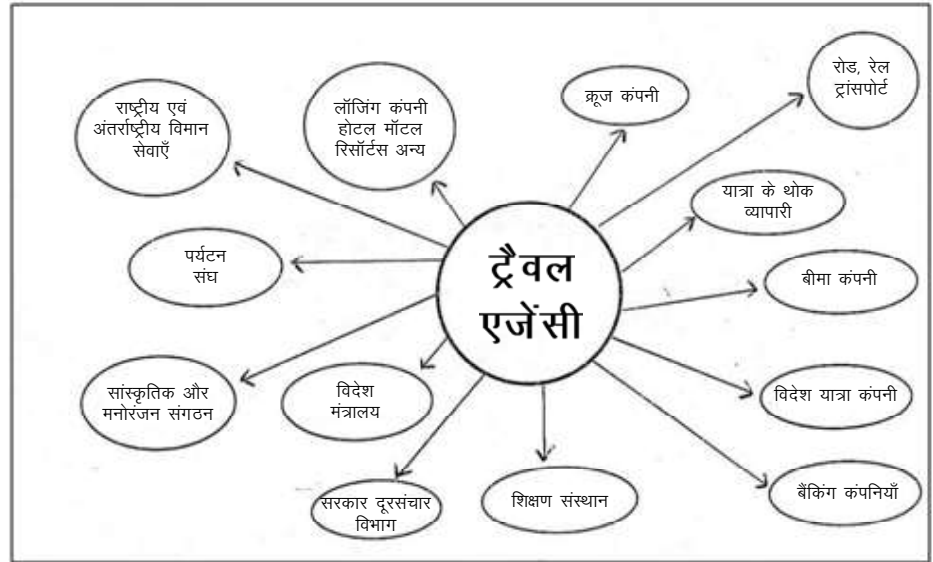 राष्ट्रीय एवं
अंतर्राष्ट्रीय विमान
सेवाएँ
लॉजिंग कंपनी
होटल मॉटल
रिसॉर्टस अन्य
क्रूज कंपनी
रोड, रेल
ट्रांसपोर्ट
यात्रा के थोक
व्यापारी
पर्यटन
संघ
ट्रैवल
एजेंसी
बीमा कंपनी
सांस्कृतिक और
मनोरंजन संगठन
विदेश
मंत्रालय
विदेश यात्रा कंपनी
सरकार दूरसंचार
विभाग
शिक्षण संस्थान
बैंकिंग कंपनियाँ